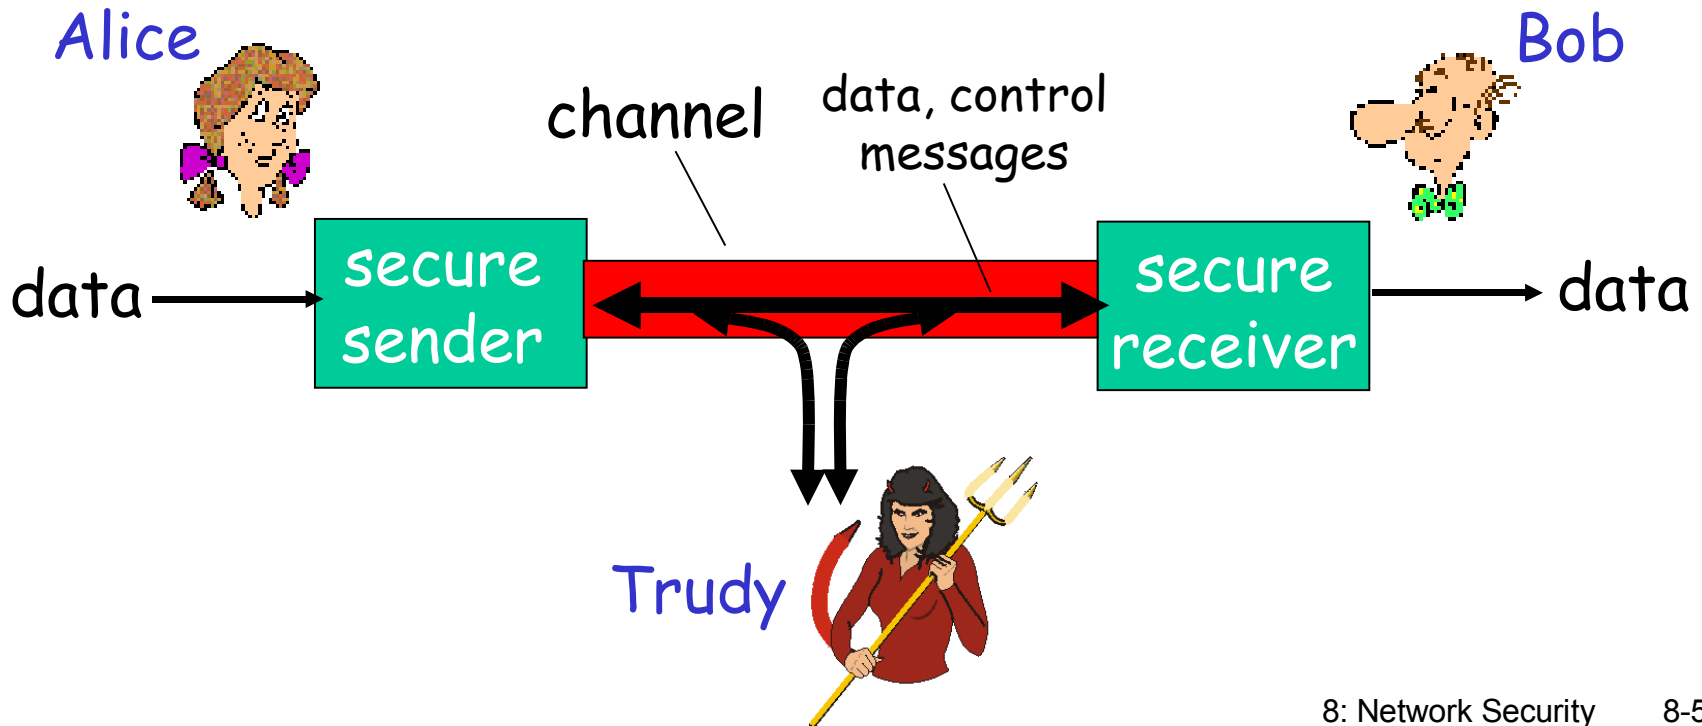 Alice
Bob
channel
data, control
messages
data
secure
sender
secure
receiver
data
Trudy
8: Network Security 8-5